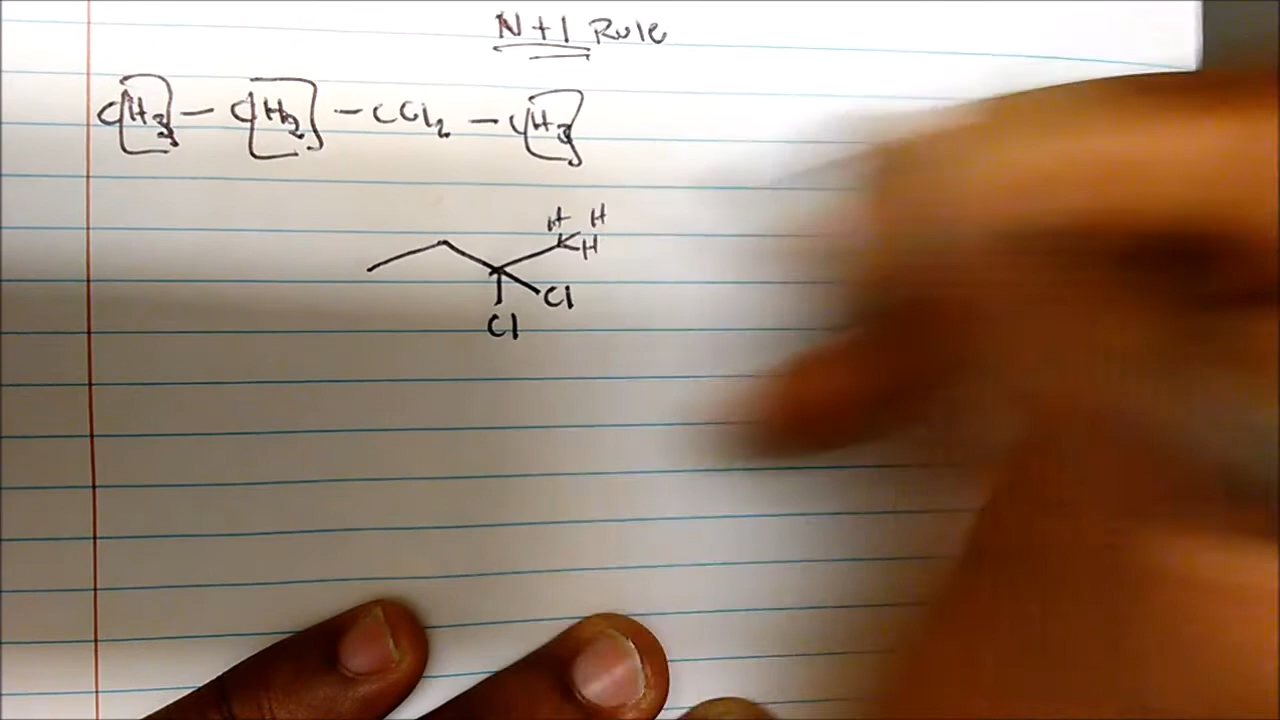 N+1 Rule
CH3 - CH2 - CCl2 - CH3
H H
H
Cl
Cl